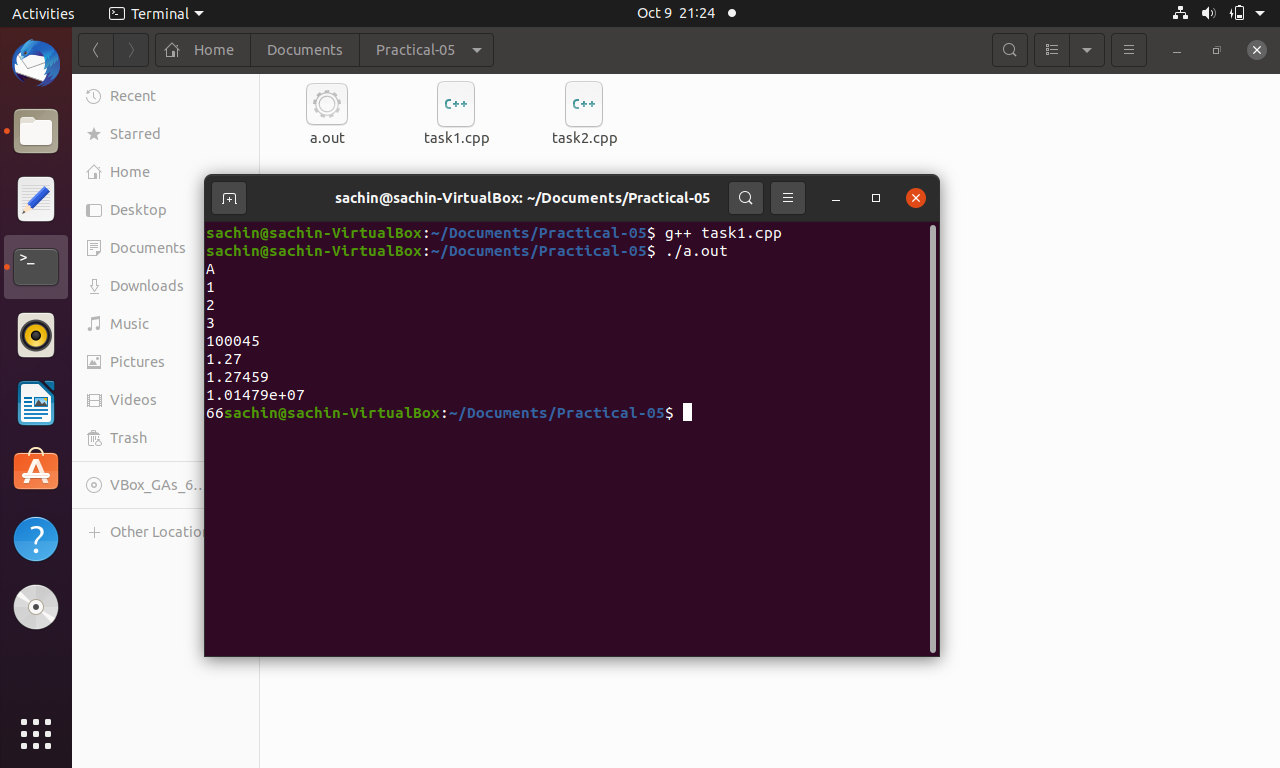 Activities
Terminal
Oct 9 21:24
Home
Documents
Practical-05
Recent
Starred
Home
Desktop
Documents
Downloads
Music
Pictures
Videos
Trash
VBox_GAs_6…
Other Locatio
a.out
C++
task1.cpp
C++
task2.cpp
sachin@sachin-VirtualBox: ~/Documents/Practical-05
sachin@sachin-VirtualBox:~/Documents/Practical-05$ g++ task1.cpp
sachin@sachin-VirtualBox:~/Documents/Practical-05$ ./a.out
A
1
2
3
100045
1.27
1.27459
1.01479e+07
66sachin@sachin-VirtualBox:~/Documents/Practical-05$